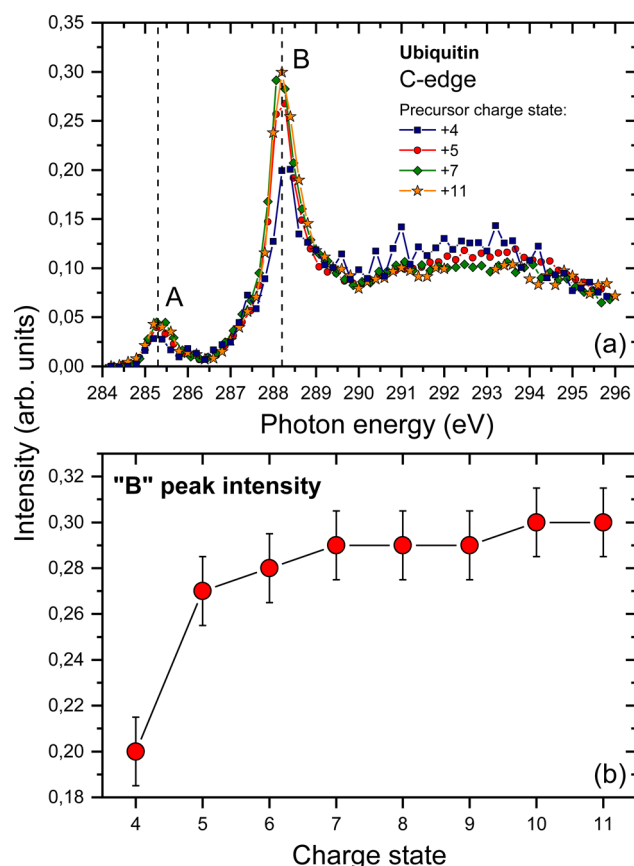 Intensity (arb. units)
0,35
0,30
0,25
0,20
0,15
0,10
0,05
0,00
A
B
Ubiquitin
C-edge
Precursor charge state:
+4
+5
+7
+11
(a)
284 285 286 287 288 289 290 291 292 293 294 295 296
Photon energy (eV)
0,32
0,30
0,28
0,26
0,24
0,22
0,20
0,18
"B" peak intensity
(b)
4 5 6 7 8 9 10 11
Charge state